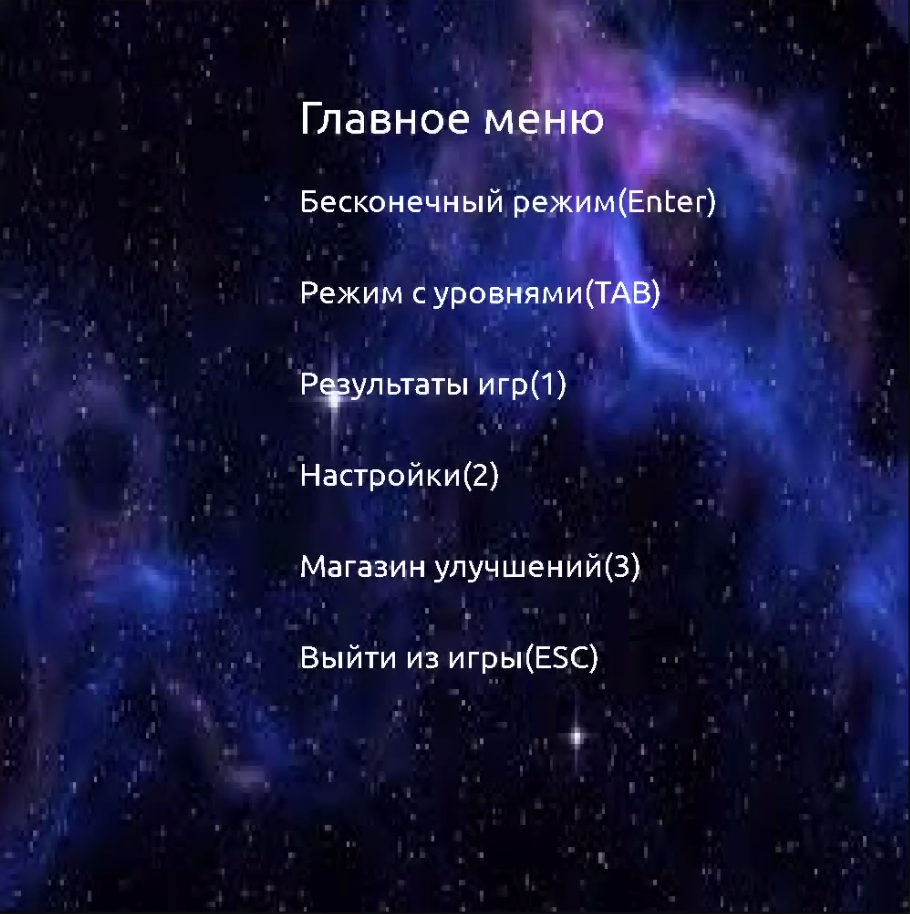 Главное меню
Бесконечный режим(Enter)
Режим с уровнями(TAB)
Результаты игр(1)
Настройки(2)
Магазин улучшений(3)
Выйти из игры(ESC)